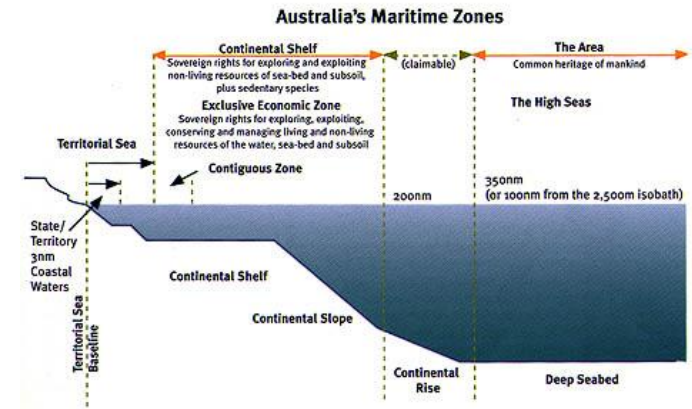 Australia's Maritime Zones
Continental Shelf
Sovereign rights for exploring and exploiting
non-living resources of sea-bed and subsoil,
plus sedentary species
(claimable)
The Area
Common heritage of mankind
Exclusive Economic Zone
Sovereign rights for exploring, exploiting,
conserving and managing living and non-living
resources of the water, sea-bed and subsoil
The High Seas
Territorial Sea
Contiguous Zone
200nm
350nm
(or 100nm from the 2,500m isobath)
State/
Territory
3nm
Coastal
Waters
Territorial Sea
Baseline
Continental Shelf
Continental Slope
Continental
Rise
Deep Seabed